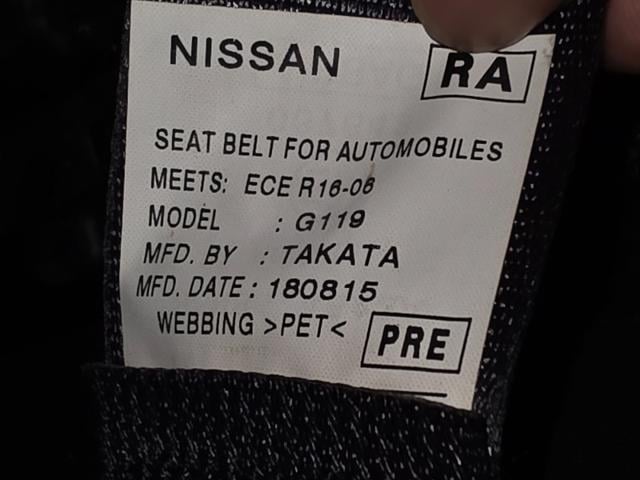 NISSAN RA
SEAT BELT FOR AUTOMOBILES
MEETS: ECE R16-06
MODEL : G119
MFD. BY : TAKATA
MFD. DATE : 180815
WEBBING >PET< PRE